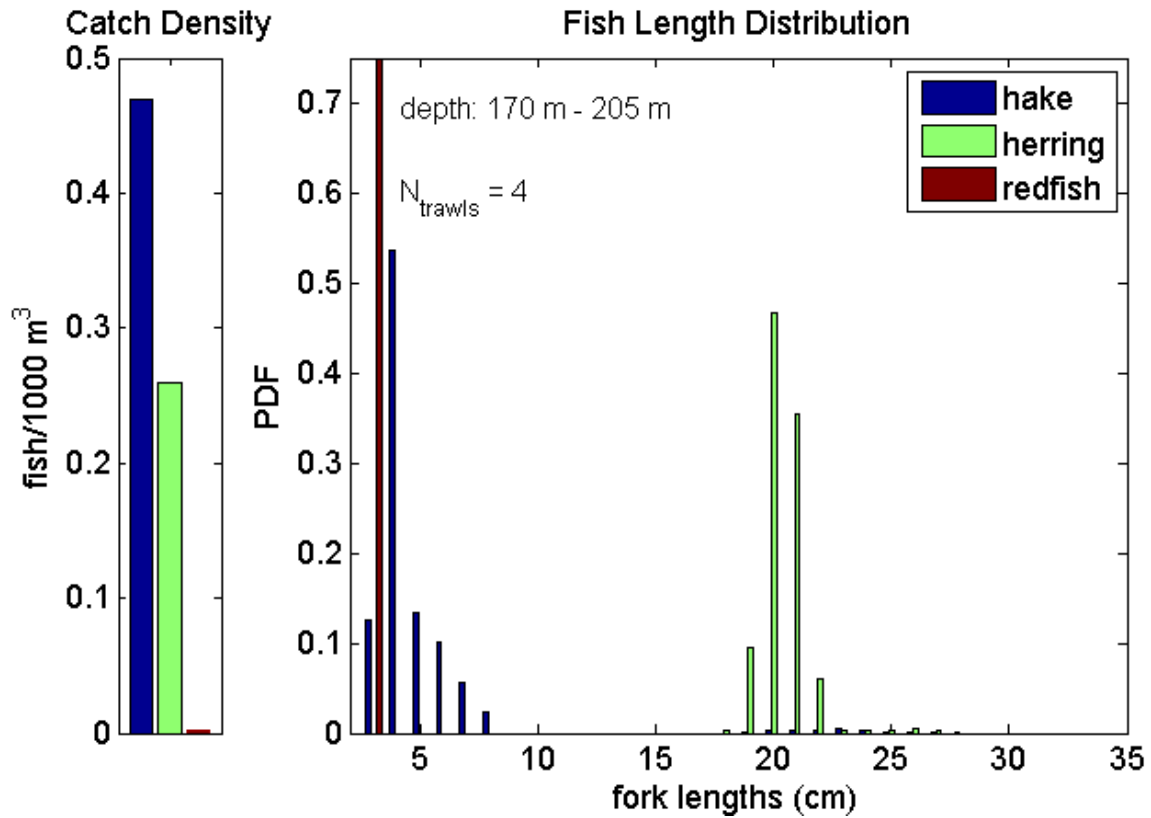 Catch Density
0.5
0.4
0.3
0.2
0.1
0
fish/1000 m³
Fish Length Distribution
0.7
0.6
0.5
0.4
0.3
0.2
0.1
0
PDF
depth: 170 m - 205 m
N_trawls = 4
hake
herring
redfish
5 10 15 20 25 30 35
fork lengths (cm)